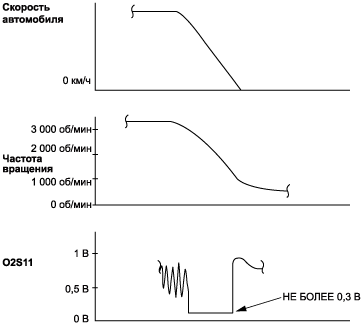 Скорость
автомобиля
0 км/ч
3 000 об/мин
2 000 об/мин
Частота
вращения
1 000 об/мин
0 об/мин
O2S11
1 В
0,5 В
0 В
НЕ БОЛЕЕ 0,3 В